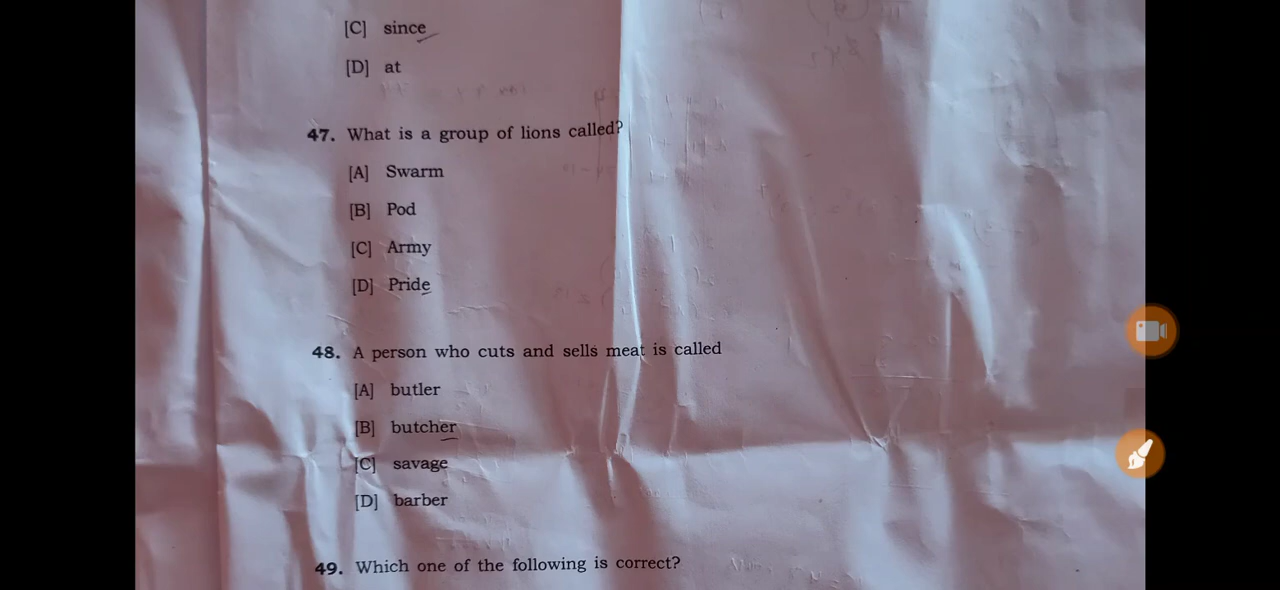 [C] since
[D] at
47. What is a group of lions called?
[A] Swarm
[B] Pod
[C] Army
[D] Pride
48. A person who cuts and sells meat is called
[A] butler
[B] butcher
[C] savage
[D] barber
49. Which one of the following is correct?